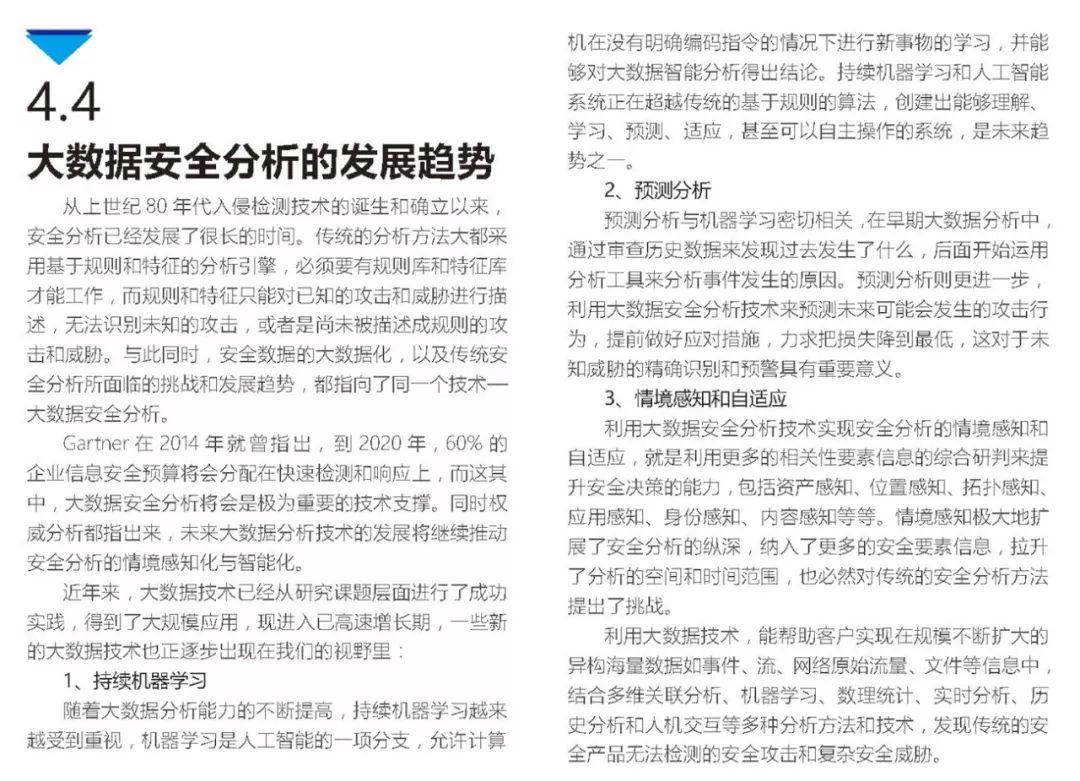 4.4
大数据安全分析的发展趋势
从上世纪 80 年代入侵检测技术的诞生和确立以来，
安全分析已经发展了很长的时间。传统的分析方法大都采
用基于规则和特征的分析引擎，必须要有规则库和特征库
才能工作，而规则和特征只能对已知的攻击和威胁进行描
述，无法识别未知的攻击，或者是尚未被描述成规则的攻
击和威胁。与此同时，安全数据的大数据化，以及传统安
全分析所面临的挑战和发展趋势，都指向了同一个技术—
大数据安全分析。
Gartner 在 2014 年就曾指出，到 2020 年，60% 的
企业信息安全预算将会分配在快速检测和响应上，而这其
中，大数据安全分析将会是极为重要的技术支撑。同时权
威分析都指出来，未来大数据分析技术的发展将继续推动
安全分析的情境感知化与智能化。
近年来，大数据技术已经从研究课题层面进行了成功
实践，得到了大规模应用，现进入已高速增长期，一些新
的大数据技术也正逐步出现在我们的视野里：
1、持续机器学习
随着大数据分析能力的不断提高，持续机器学习越来
越受到重视，机器学习是人工智能的一项分支，允许计算
机在没有明确编码指令的情况下进行新事物的学习，并能
够对大数据智能分析得出结论。持续机器学习和人工智能
系统正在超越传统的基于规则的算法，创建出能够理解、
学习、预测、适应，甚至可以自主操作的系统，是未来趋
势之一。
2、预测分析
预测分析与机器学习密切相关，在早期大数据分析中，
通过审查历史数据来发现过去发生了什么，后面开始运用
分析工具来分析事件发生的原因。预测分析则更进一步，
利用大数据安全分析技术来预测未来可能会发生的攻击行
为，提前做好应对措施，力求把损失降到最低，这对于未
知威胁的精确识别和预警具有重要意义。
3、情境感知和自适应
利用大数据安全分析技术实现安全分析的情境感知和
自适应，就是利用更多的相关性要素信息的综合研判来提
升安全决策的能力，包括资产感知、位置感知、拓扑感知、
应用感知、身份感知、内容感知等等。情境感知极大地扩
展了安全分析的纵深，纳入了更多的安全要素信息，拉升
了分析的空间和时间范围，也必然对传统的安全分析方法
提出了挑战。
利用大数据技术，能帮助客户实现在规模不断扩大的
异构海量数据如事件、流、网络原始流量、文件等信息中，
结合多维关联分析、机器学习、数理统计、实时分析、历
史分析和人机交互等多种分析方法和技术，发现传统的安
全产品无法检测的安全攻击和复杂安全威胁。